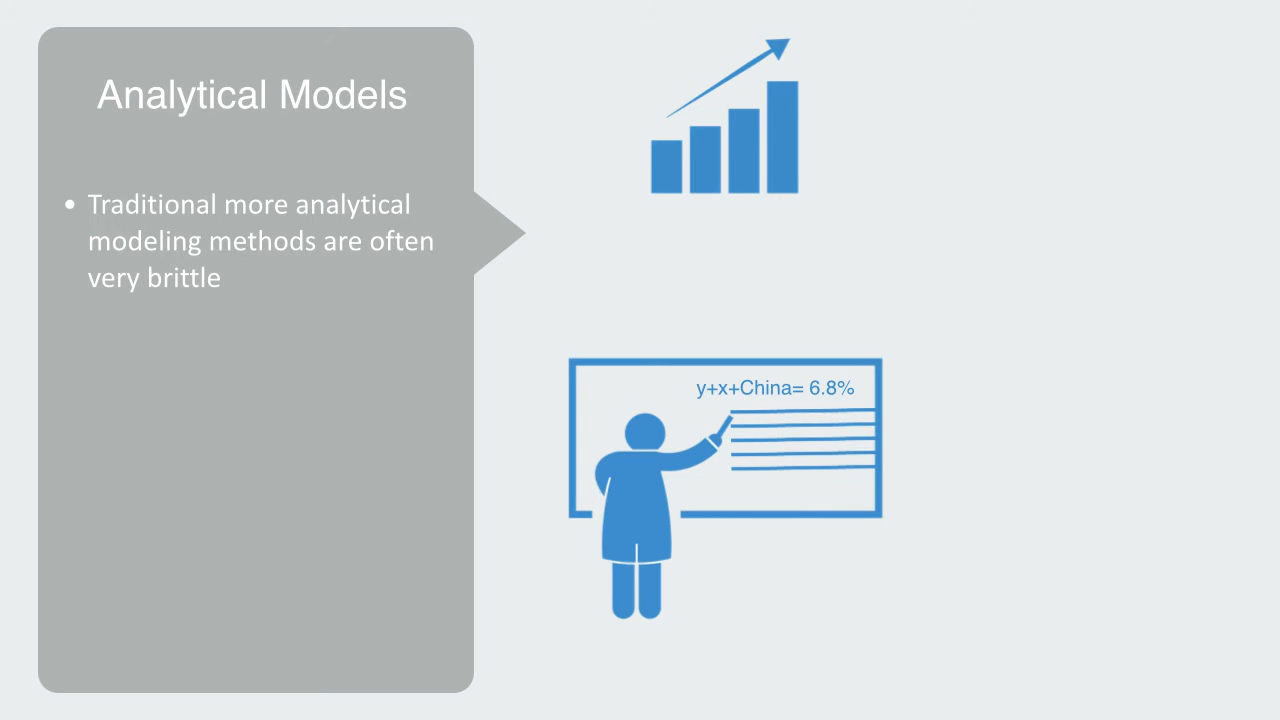 Analytical Models
• Traditional more analytical
modeling methods are often
very brittle
y+x+China= 6.8%